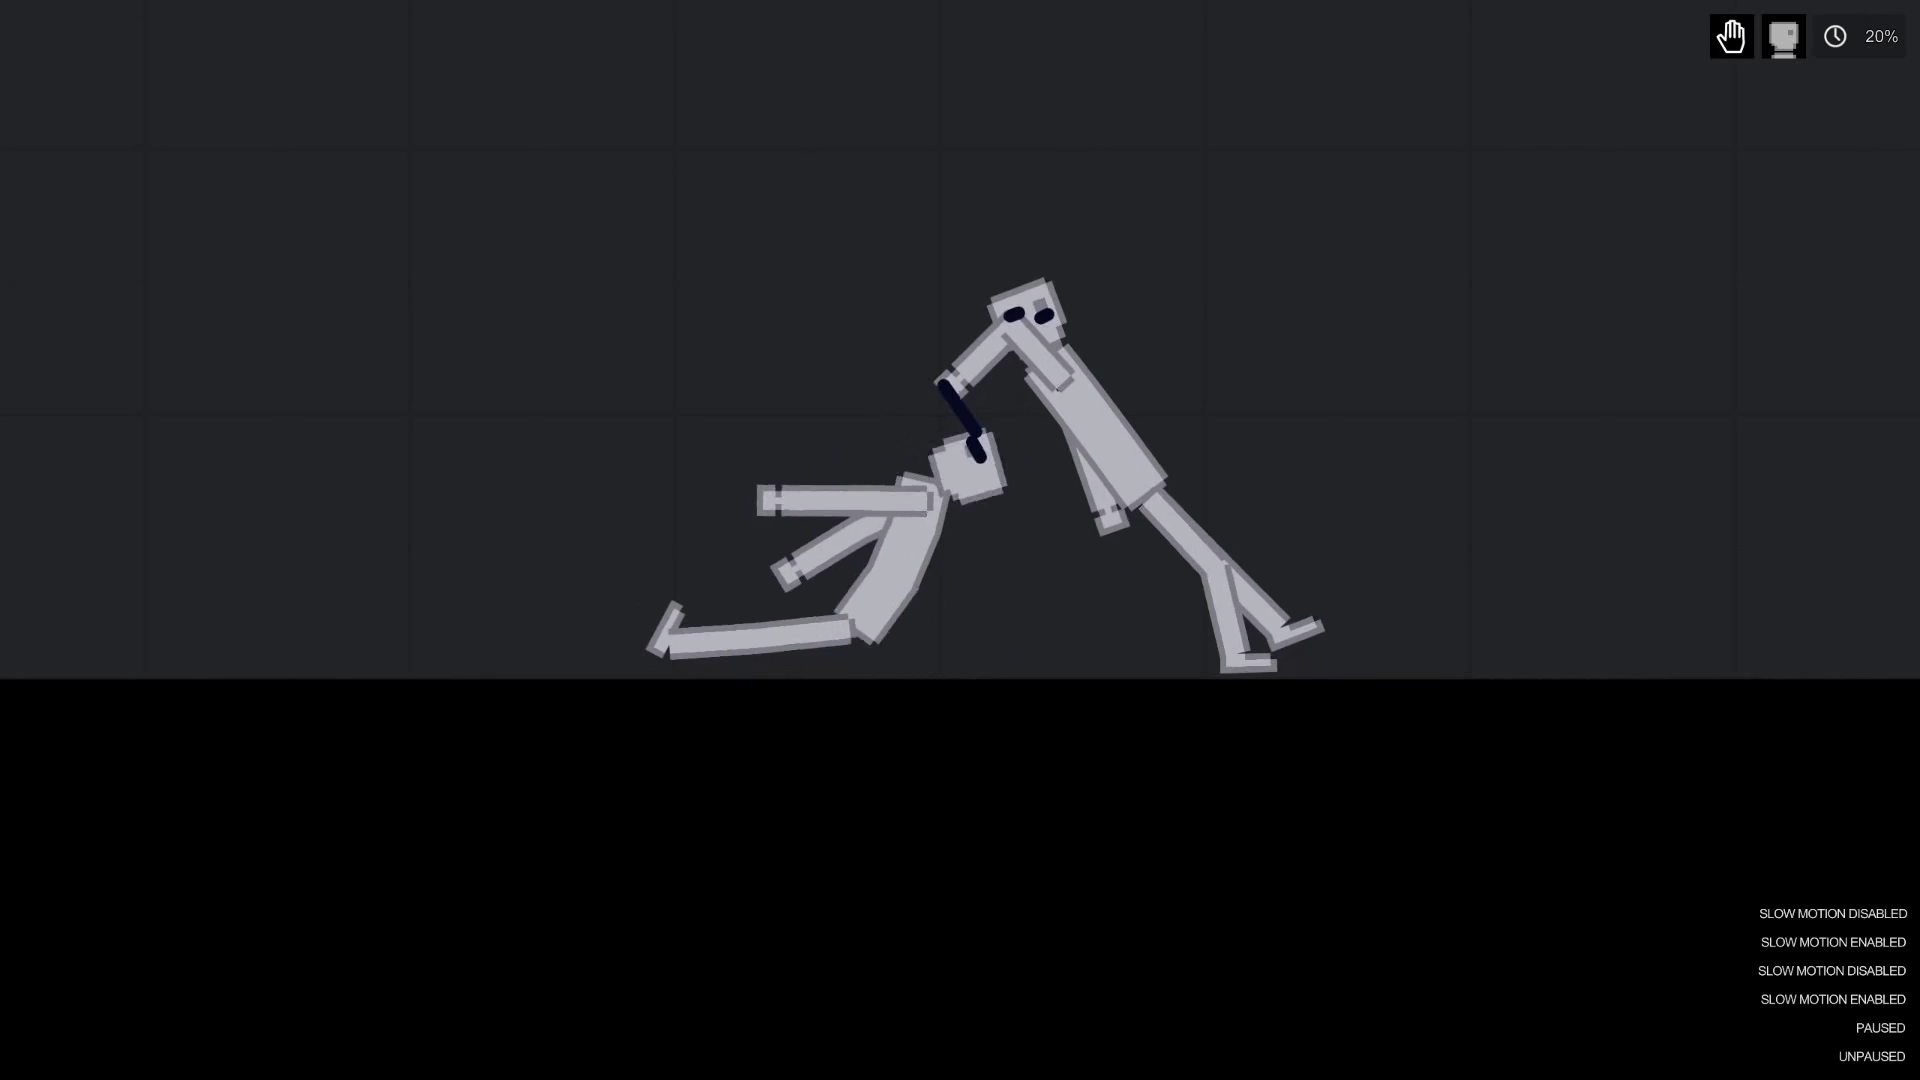 20%
SLOW MOTION DISABLED
SLOW MOTION ENABLED
SLOW MOTION DISABLED
SLOW MOTION ENABLED
PAUSED
UNPAUSED